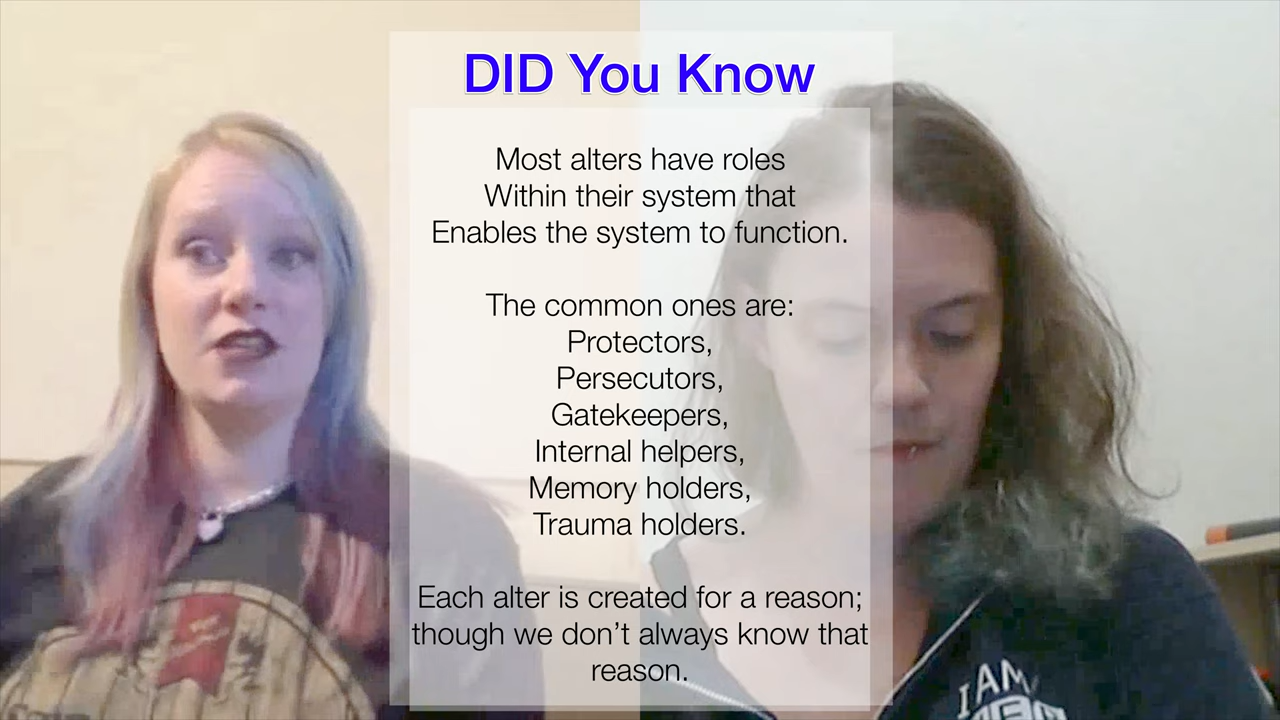 DID You Know
Most alters have roles
Within their system that
Enables the system to function.
The common ones are:
Protectors,
Persecutors,
Gatekeepers,
Internal helpers,
Memory holders,
Trauma holders.
Each alter is created for a reason;
though we don’t always know that
reason.
I AM